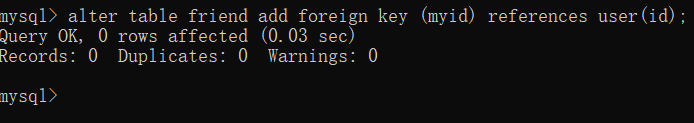 mysql> alter table friend add foreign key (myid) references user(id);
Query OK, 0 rows affected (0.03 sec)
Records: 0  Duplicates: 0  Warnings: 0
mysql>